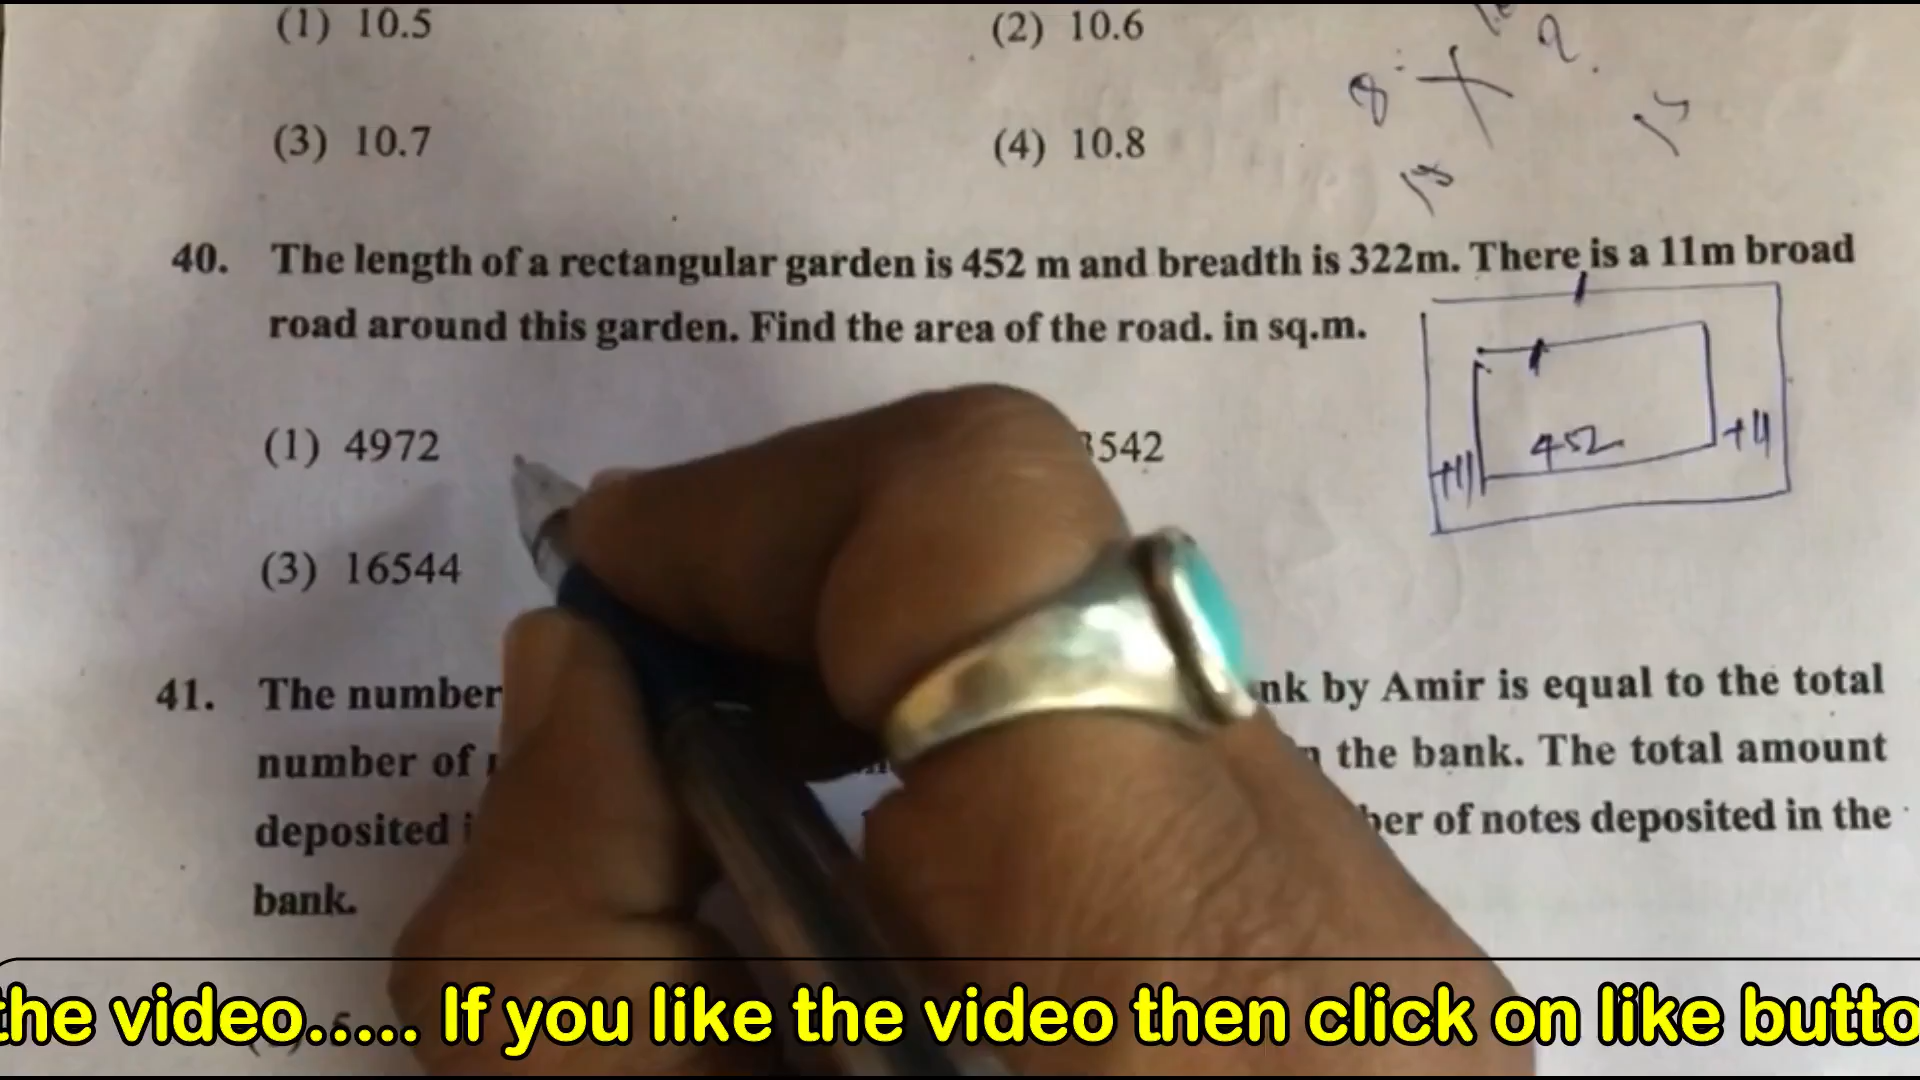 (1) 10.5 (2) 10.6
(3) 10.7 (4) 10.8
40. The length of a rectangular garden is 452 m and breadth is 322m. There is a 11m broad
road around this garden. Find the area of the road. in sq.m.
(1) 4972 542
(3) 16544
452 +11
+11
41. The number nk by Amir is equal to the total
number of the bank. The total amount
deposited of notes deposited in the
bank.
the video..... If you like the video then click on like butto